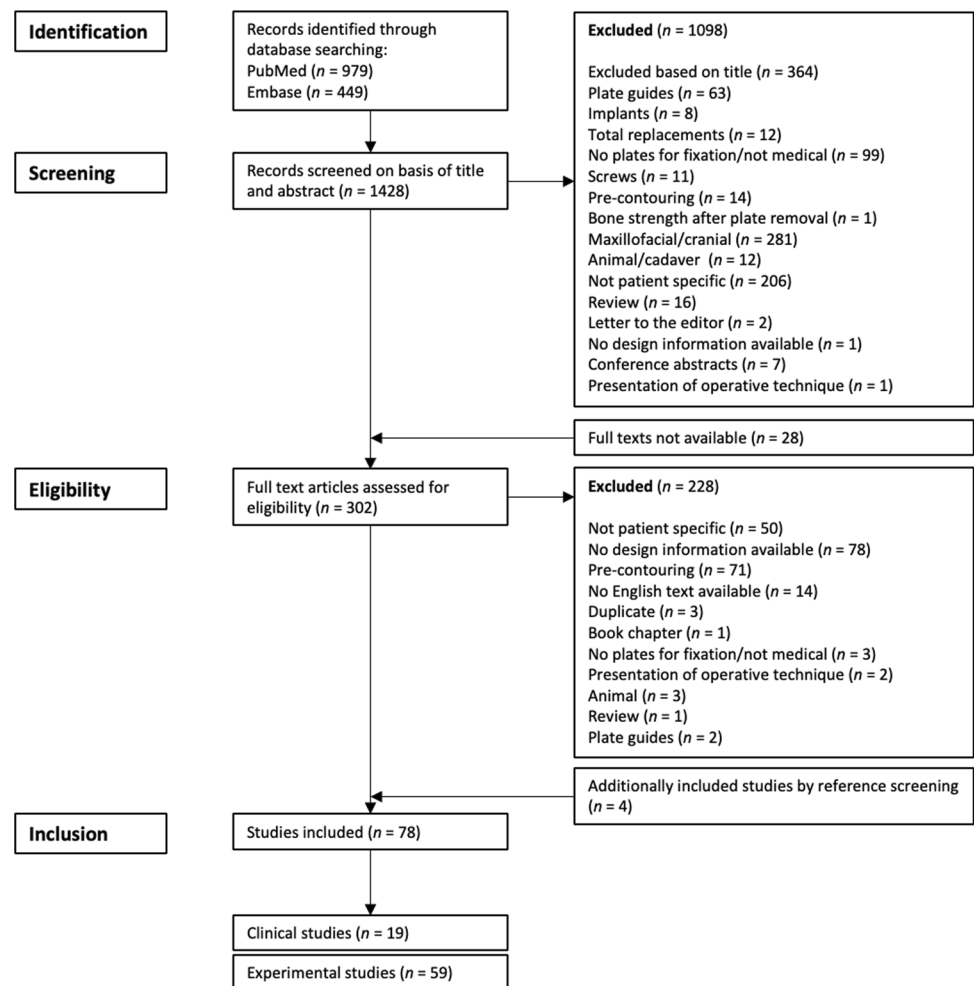 Identification
Records identified through
database searching:
PubMed (n = 979)
Embase (n = 449)
Excluded (n = 1098)
Excluded based on title (n = 364)
Plate guides (n = 63)
Implants (n = 8)
Total replacements (n = 12)
No plates for fixation/not medical (n = 99)
Screws (n = 11)
Pre-contouring (n = 14)
Bone strength after plate removal (n = 1)
Maxillofacial/cranial (n = 281)
Animal/cadaver (n = 12)
Not patient specific (n = 206)
Review (n = 16)
Letter to the editor (n = 2)
No design information available (n = 1)
Conference abstracts (n = 7)
Presentation of operative technique (n = 1)
Screening
Records screened on basis of title
and abstract (n = 1428)
Full texts not available (n = 28)
Eligibility
Full text articles assessed for
eligibility (n = 302)
Excluded (n = 228)
Not patient specific (n = 50)
No design information available (n = 78)
Pre-contouring (n = 71)
No English text available (n = 14)
Duplicate (n = 3)
Book chapter (n = 1)
No plates for fixation/not medical (n = 3)
Presentation of operative technique (n = 2)
Animal (n = 3)
Review (n = 1)
Plate guides (n = 2)
Additionally included studies by reference screening
(n = 4)
Inclusion
Studies included (n = 78)
Clinical studies (n = 19)
Experimental studies (n = 59)